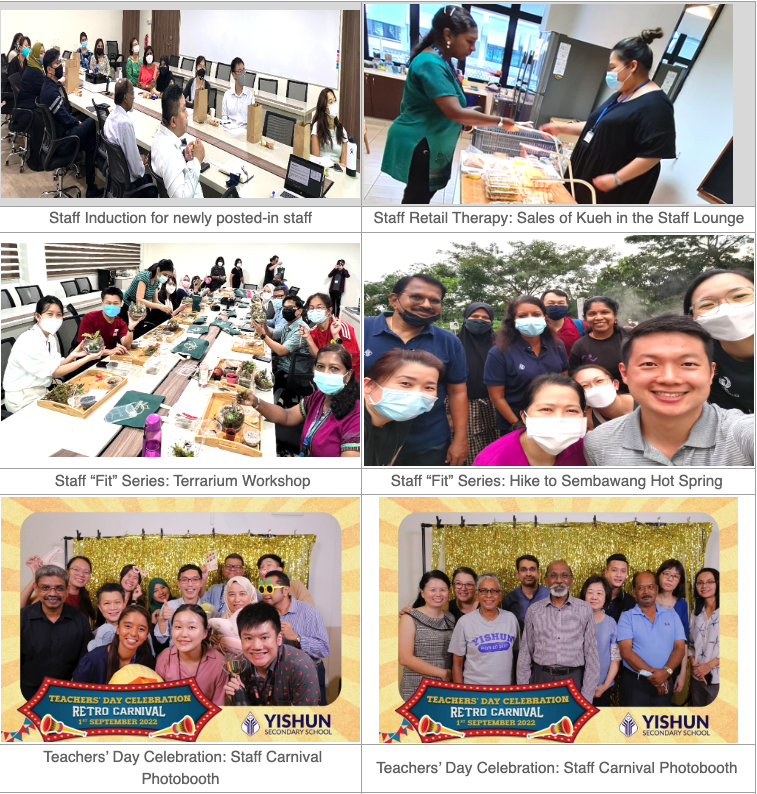 Staff Induction for newly posted-in staff
Staff Retail Therapy: Sales of Kueh in the Staff Lounge
Staff “Fit” Series: Terrarium Workshop
Staff “Fit” Series: Hike to Sembawang Hot Spring
TEACHERS' DAY CELEBRATION
RETRO CARNIVAL
1ST SEPTEMBER 2022
YISHUN
SECONDARY SCHOOL
YISHUN
TEACHERS' DAY CELEBRATION
RETRO CARNIVAL
1ST SEPTEMBER 2022
YISHUN
SECONDARY SCHOOL
Teachers’ Day Celebration: Staff Carnival
Photobooth
Teachers’ Day Celebration: Staff Carnival Photobooth